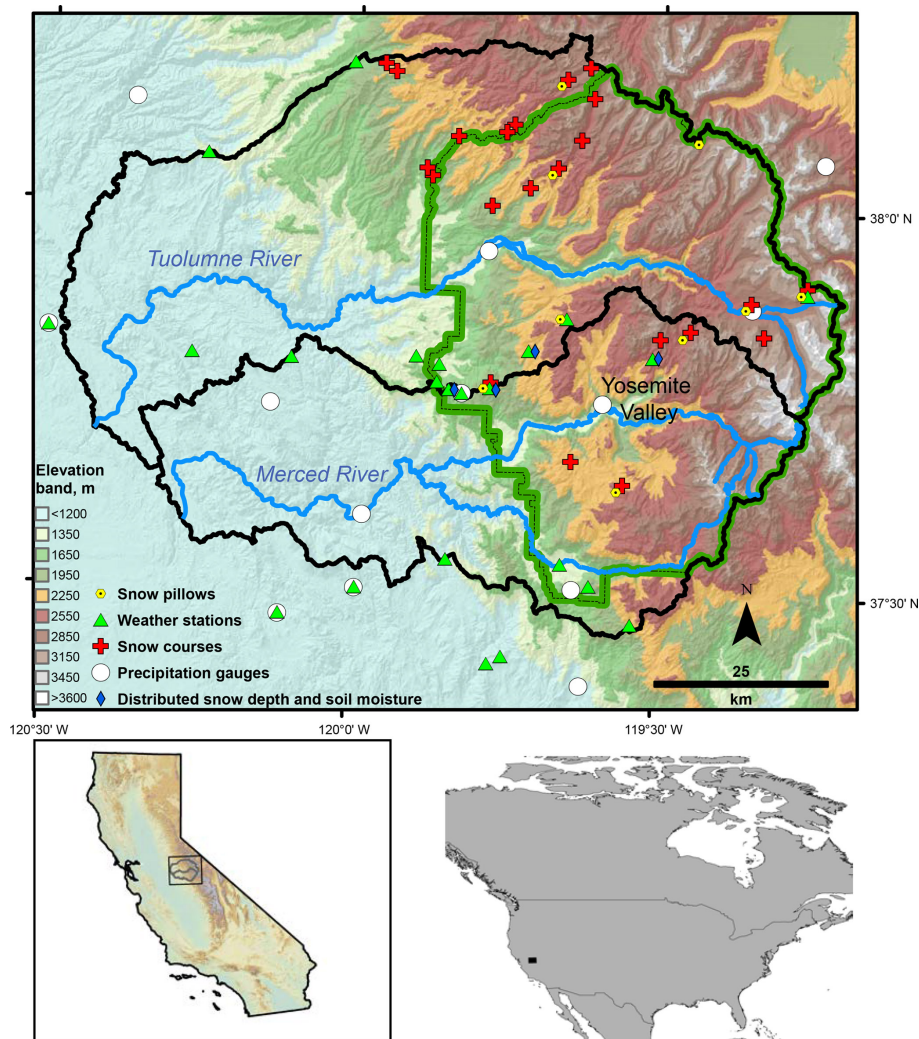 Tuolumne River
38°0' N
Yosemite
Valley
Merced River
Elevation
band, m
<1200
1350
1650
1950
2250
2550
2850
3150
3450
>3600
Snow pillows
Weather stations
Snow courses
Precipitation gauges
Distributed snow depth and soil moisture
N
37°30' N
25
km
120°30' W
120°0' W
119°30' W